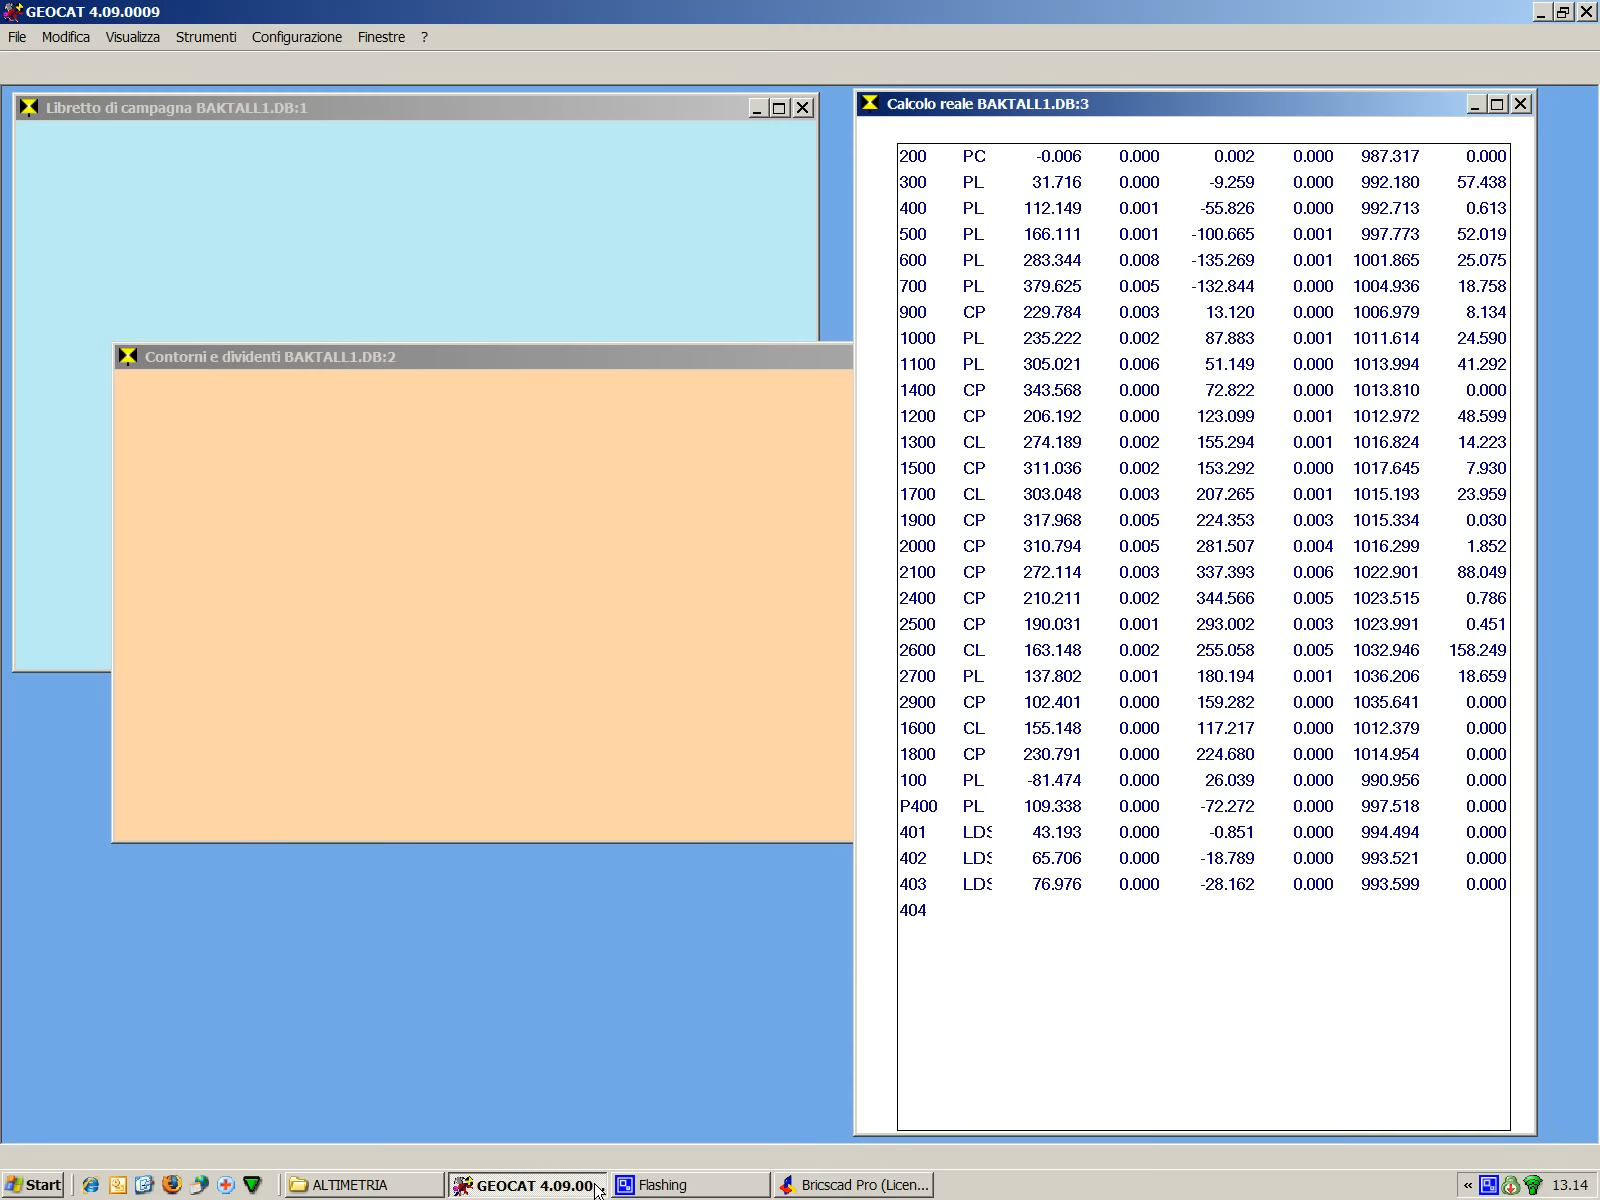 GEOCAT 4.09.0009
File Modifica Visualizza Strumenti Configurazione Finestre ?
Libretto di campagna BAKTALL1.DB:1
Contorni e dividenti BAKTALL1.DB:2
Calcolo reale BAKTALL1.DB:3
200 PC -0.006 0.000 0.002 0.000 987.317 0.000
300 PL 31.716 0.000 -9.259 0.000 992.180 57.438
400 PL 112.149 0.001 -55.826 0.000 992.713 0.613
500 PL 166.111 0.001 -100.665 0.001 997.773 52.019
600 PL 283.344 0.008 -135.269 0.001 1001.865 25.075
700 PL 379.625 0.005 -132.844 0.000 1004.936 18.758
900 CP 229.784 0.003 13.120 0.000 1006.979 8.134
1000 PL 235.222 0.002 87.883 0.001 1011.614 24.590
1100 PL 305.021 0.006 51.149 0.000 1013.994 41.292
1400 CP 343.568 0.000 72.822 0.000 1013.810 0.000
1200 CP 206.192 0.000 123.099 0.001 1012.972 48.599
1300 CL 274.189 0.002 155.294 0.001 1016.824 14.223
1500 CP 311.036 0.002 153.292 0.000 1017.645 7.930
1700 CL 303.048 0.003 207.265 0.001 1015.193 23.959
1900 CP 317.968 0.005 224.353 0.003 1015.334 0.030
2000 CP 310.794 0.005 281.507 0.004 1016.299 1.852
2100 CP 272.114 0.003 337.393 0.006 1022.901 88.049
2400 CP 210.211 0.002 344.566 0.005 1023.515 0.786
2500 CP 190.031 0.001 293.002 0.003 1023.991 0.451
2600 CL 163.148 0.002 255.058 0.005 1032.946 158.249
2700 PL 137.802 0.001 180.194 0.001 1036.206 18.659
2900 CP 102.401 0.000 159.282 0.000 1035.641 0.000
1600 CL 155.148 0.000 117.217 0.000 1012.379 0.000
1800 CP 230.791 0.000 224.680 0.000 1014.954 0.000
100 PL -81.474 0.000 26.039 0.000 990.956 0.000
P400 PL 109.338 0.000 -72.272 0.000 997.518 0.000
401 LDS 43.193 0.000 -0.851 0.000 994.494 0.000
402 LDS 65.706 0.000 -18.789 0.000 993.521 0.000
403 LDS 76.976 0.000 -28.162 0.000 993.599 0.000
404
Start ALTIMETRIA GEOCAT 4.09.00 Flashing Bricscad Pro (Licen... « 13.14